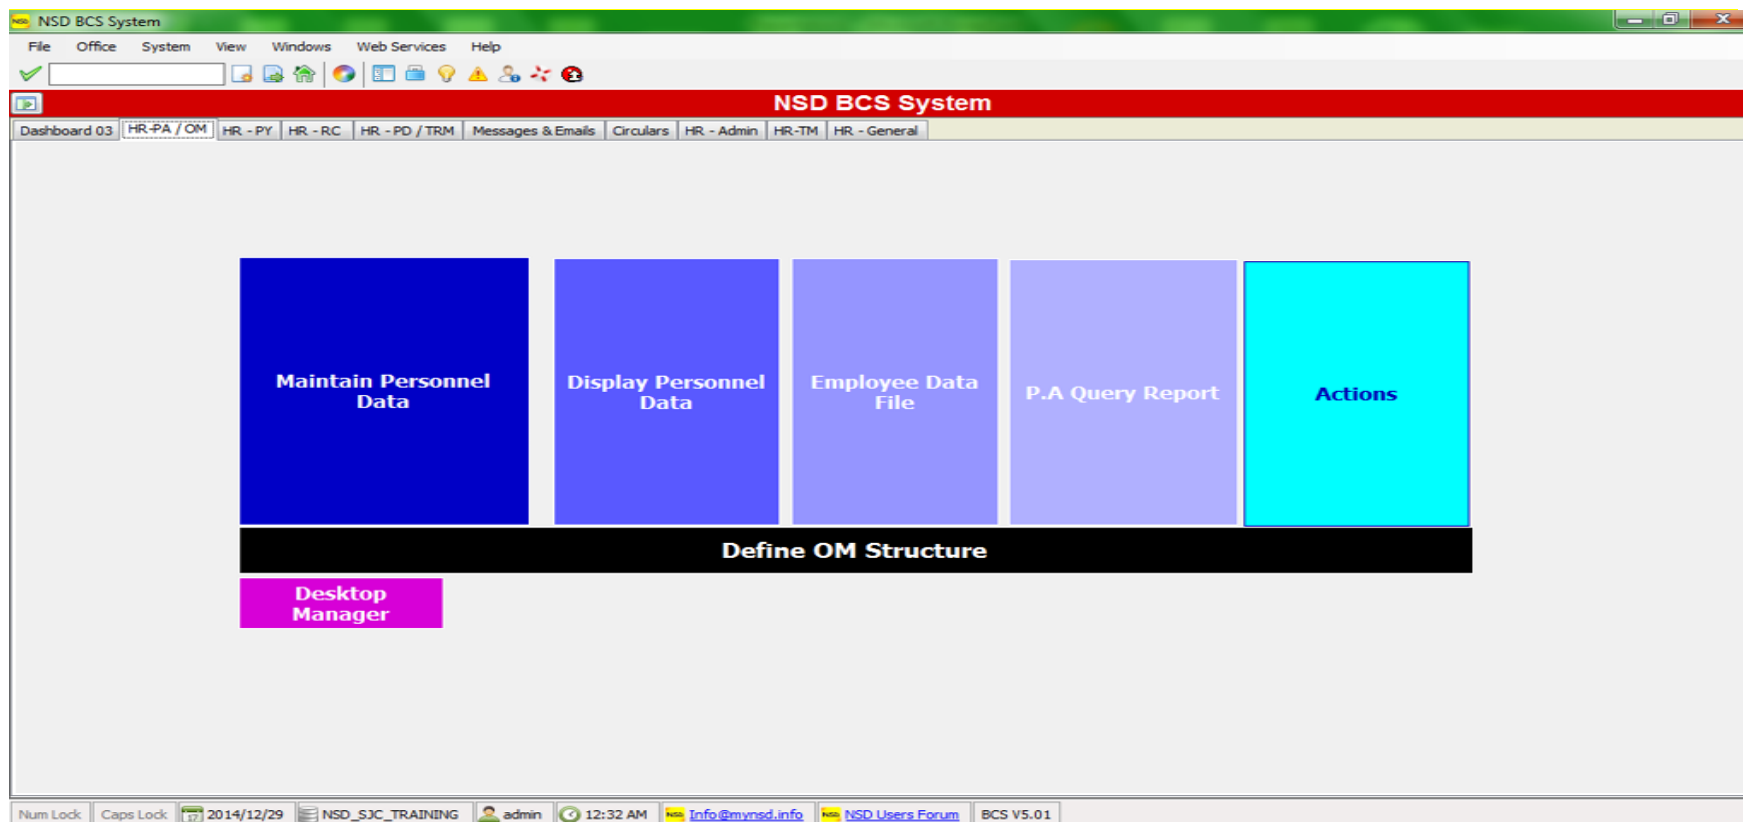 NSD BCS System
File Office System View Windows Web Services Help
NSD BCS System
Dashboard 03 HR-PA / OM HR - PY HR - RC HR - PD / TRM Messages & Emails Circulars HR - Admin HR-TM HR - General
Maintain Personnel
Data
Display Personnel
Data
Employee Data
File
P.A Query Report
Actions
Define OM Structure
Desktop
Manager
Num Lock Caps Lock 17 2014/12/29 NSD_SJC_TRAINING admin 12:32 AM NSD Info@mynsd.info NSD NSD Users Forum BCS V5.01